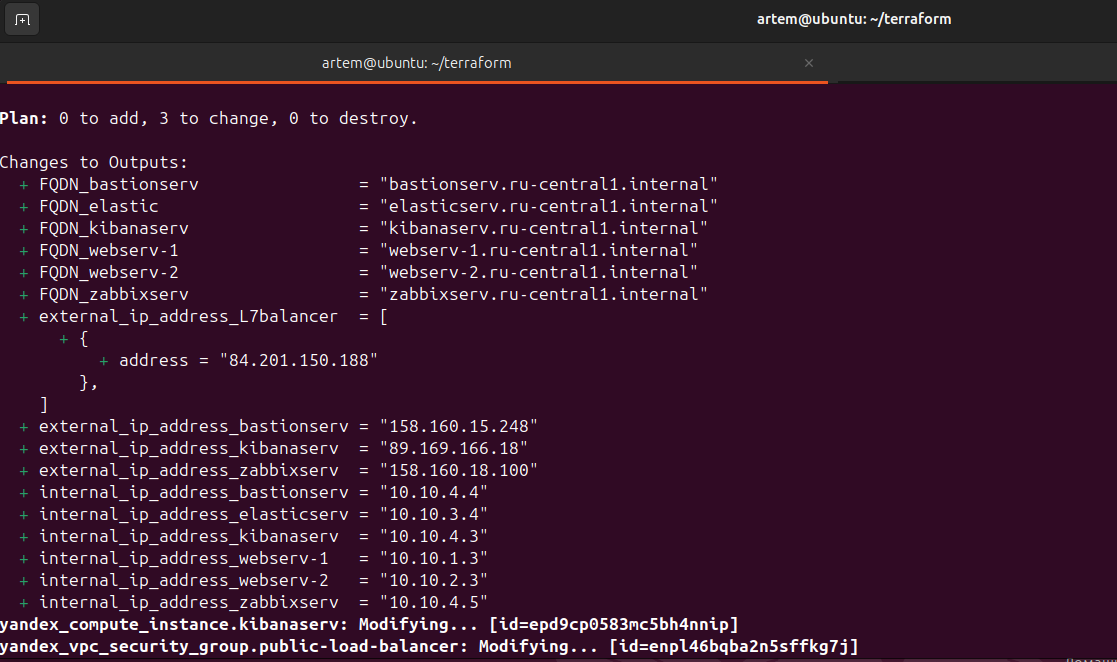 artem@ubuntu: ~/terraform
artem@ubuntu: ~/terraform ×
Plan: 0 to add, 3 to change, 0 to destroy.
Changes to Outputs:
+ FQDN_bastionserv = "bastionserv.ru-central1.internal"
+ FQDN_elastic = "elasticserv.ru-central1.internal"
+ FQDN_kibanaserv = "kibanaserv.ru-central1.internal"
+ FQDN_webserv-1 = "webserv-1.ru-central1.internal"
+ FQDN_webserv-2 = "webserv-2.ru-central1.internal"
+ FQDN_zabbixserv = "zabbixserv.ru-central1.internal"
+ external_ip_address_L7balancer = [
+ {
+ address = "84.201.150.188"
},
]
+ external_ip_address_bastionserv = "158.160.15.248"
+ external_ip_address_kibanaserv = "89.169.166.18"
+ external_ip_address_zabbixserv = "158.160.18.100"
+ internal_ip_address_bastionserv = "10.10.4.4"
+ internal_ip_address_elasticserv = "10.10.3.4"
+ internal_ip_address_kibanaserv = "10.10.4.3"
+ internal_ip_address_webserv-1 = "10.10.1.3"
+ internal_ip_address_webserv-2 = "10.10.2.3"
+ internal_ip_address_zabbixserv = "10.10.4.5"
yandex_compute_instance.kibanaserv: Modifying... [id=epd9cp0583mc5bh4nnip]
yandex_vpc_security_group.public-load-balancer: Modifying... [id=enpl46bqba2n5sffkg7j]